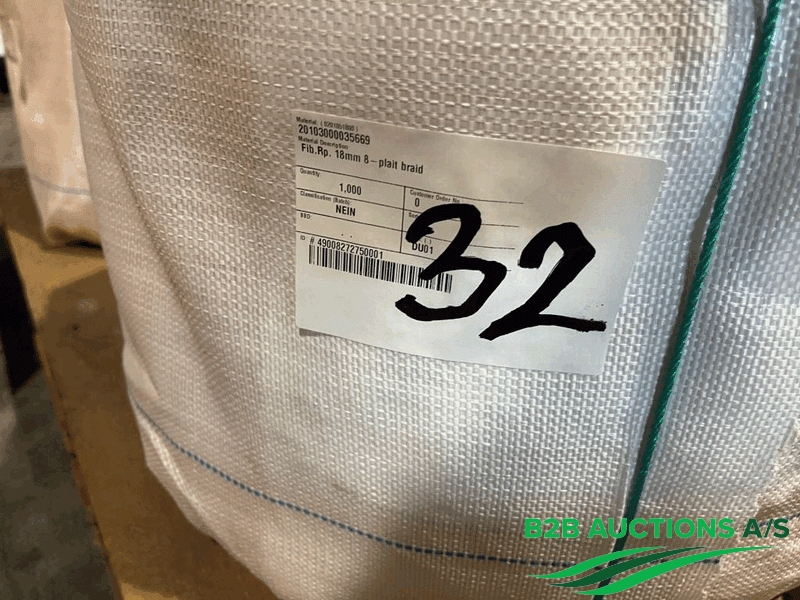 Material: ( 0201051800 )
20103000035669
Material Description
Fib.Rp. 18mm 8-plait braid
Quantity:
1,000
Customer Order No
0
Classification (Batch):
NEIN
BBD:
DU01
ID # 49008272750001
32
B2B AUCTIONS A/S